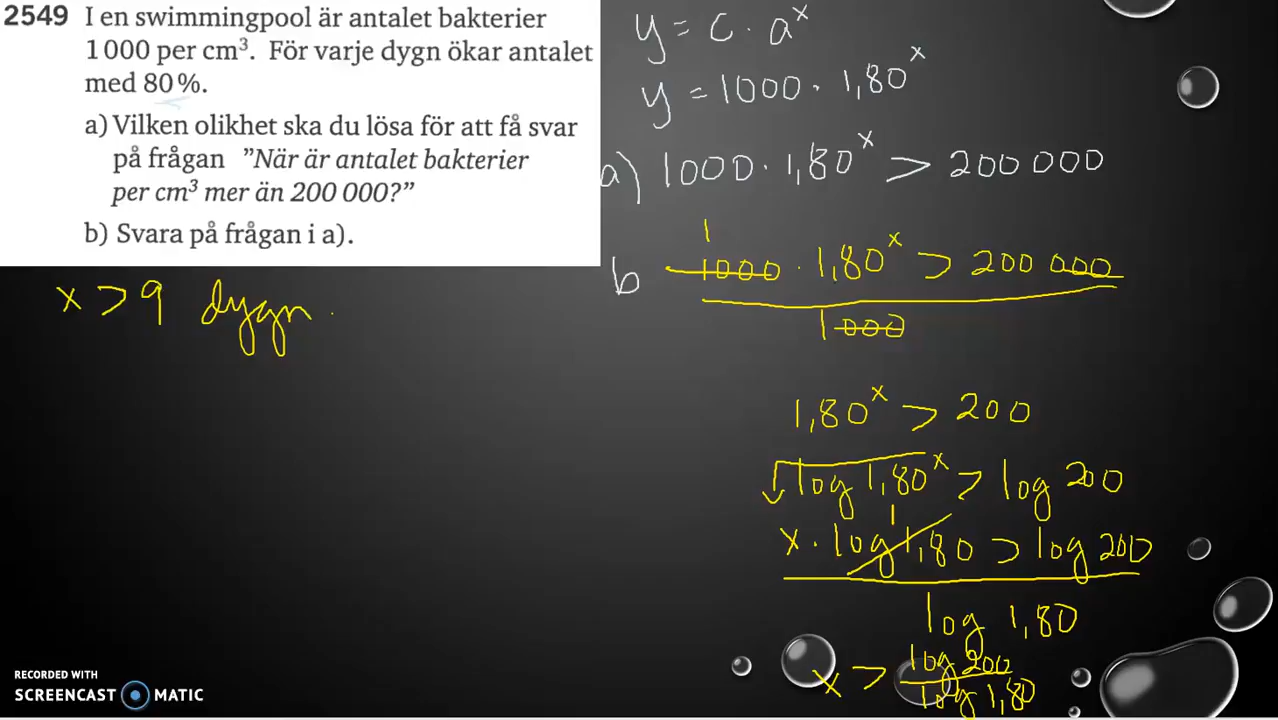 2549 I en swimmingpool är antalet bakterier
1000 per cm³. För varje dygn ökar antalet
med 80%.
a) Vilken olikhet ska du lösa för att få svar
på frågan ”När är antalet bakterier
per cm³ mer än 200 000?”
b) Svara på frågan i a).
x > 9 dygn.
y = C · a^x
y = 1000 · 1,80^x
a) 1000 · 1,80^x > 200 000
1
b 1000 · 1,80^x > 200 000
1000
1,80^x > 200
log 1,80^x > log 200
1
x · log 1,80 > log 200
log 1,80
x > log 200
log 1,80
RECORDED WITH
SCREENCAST MATIC